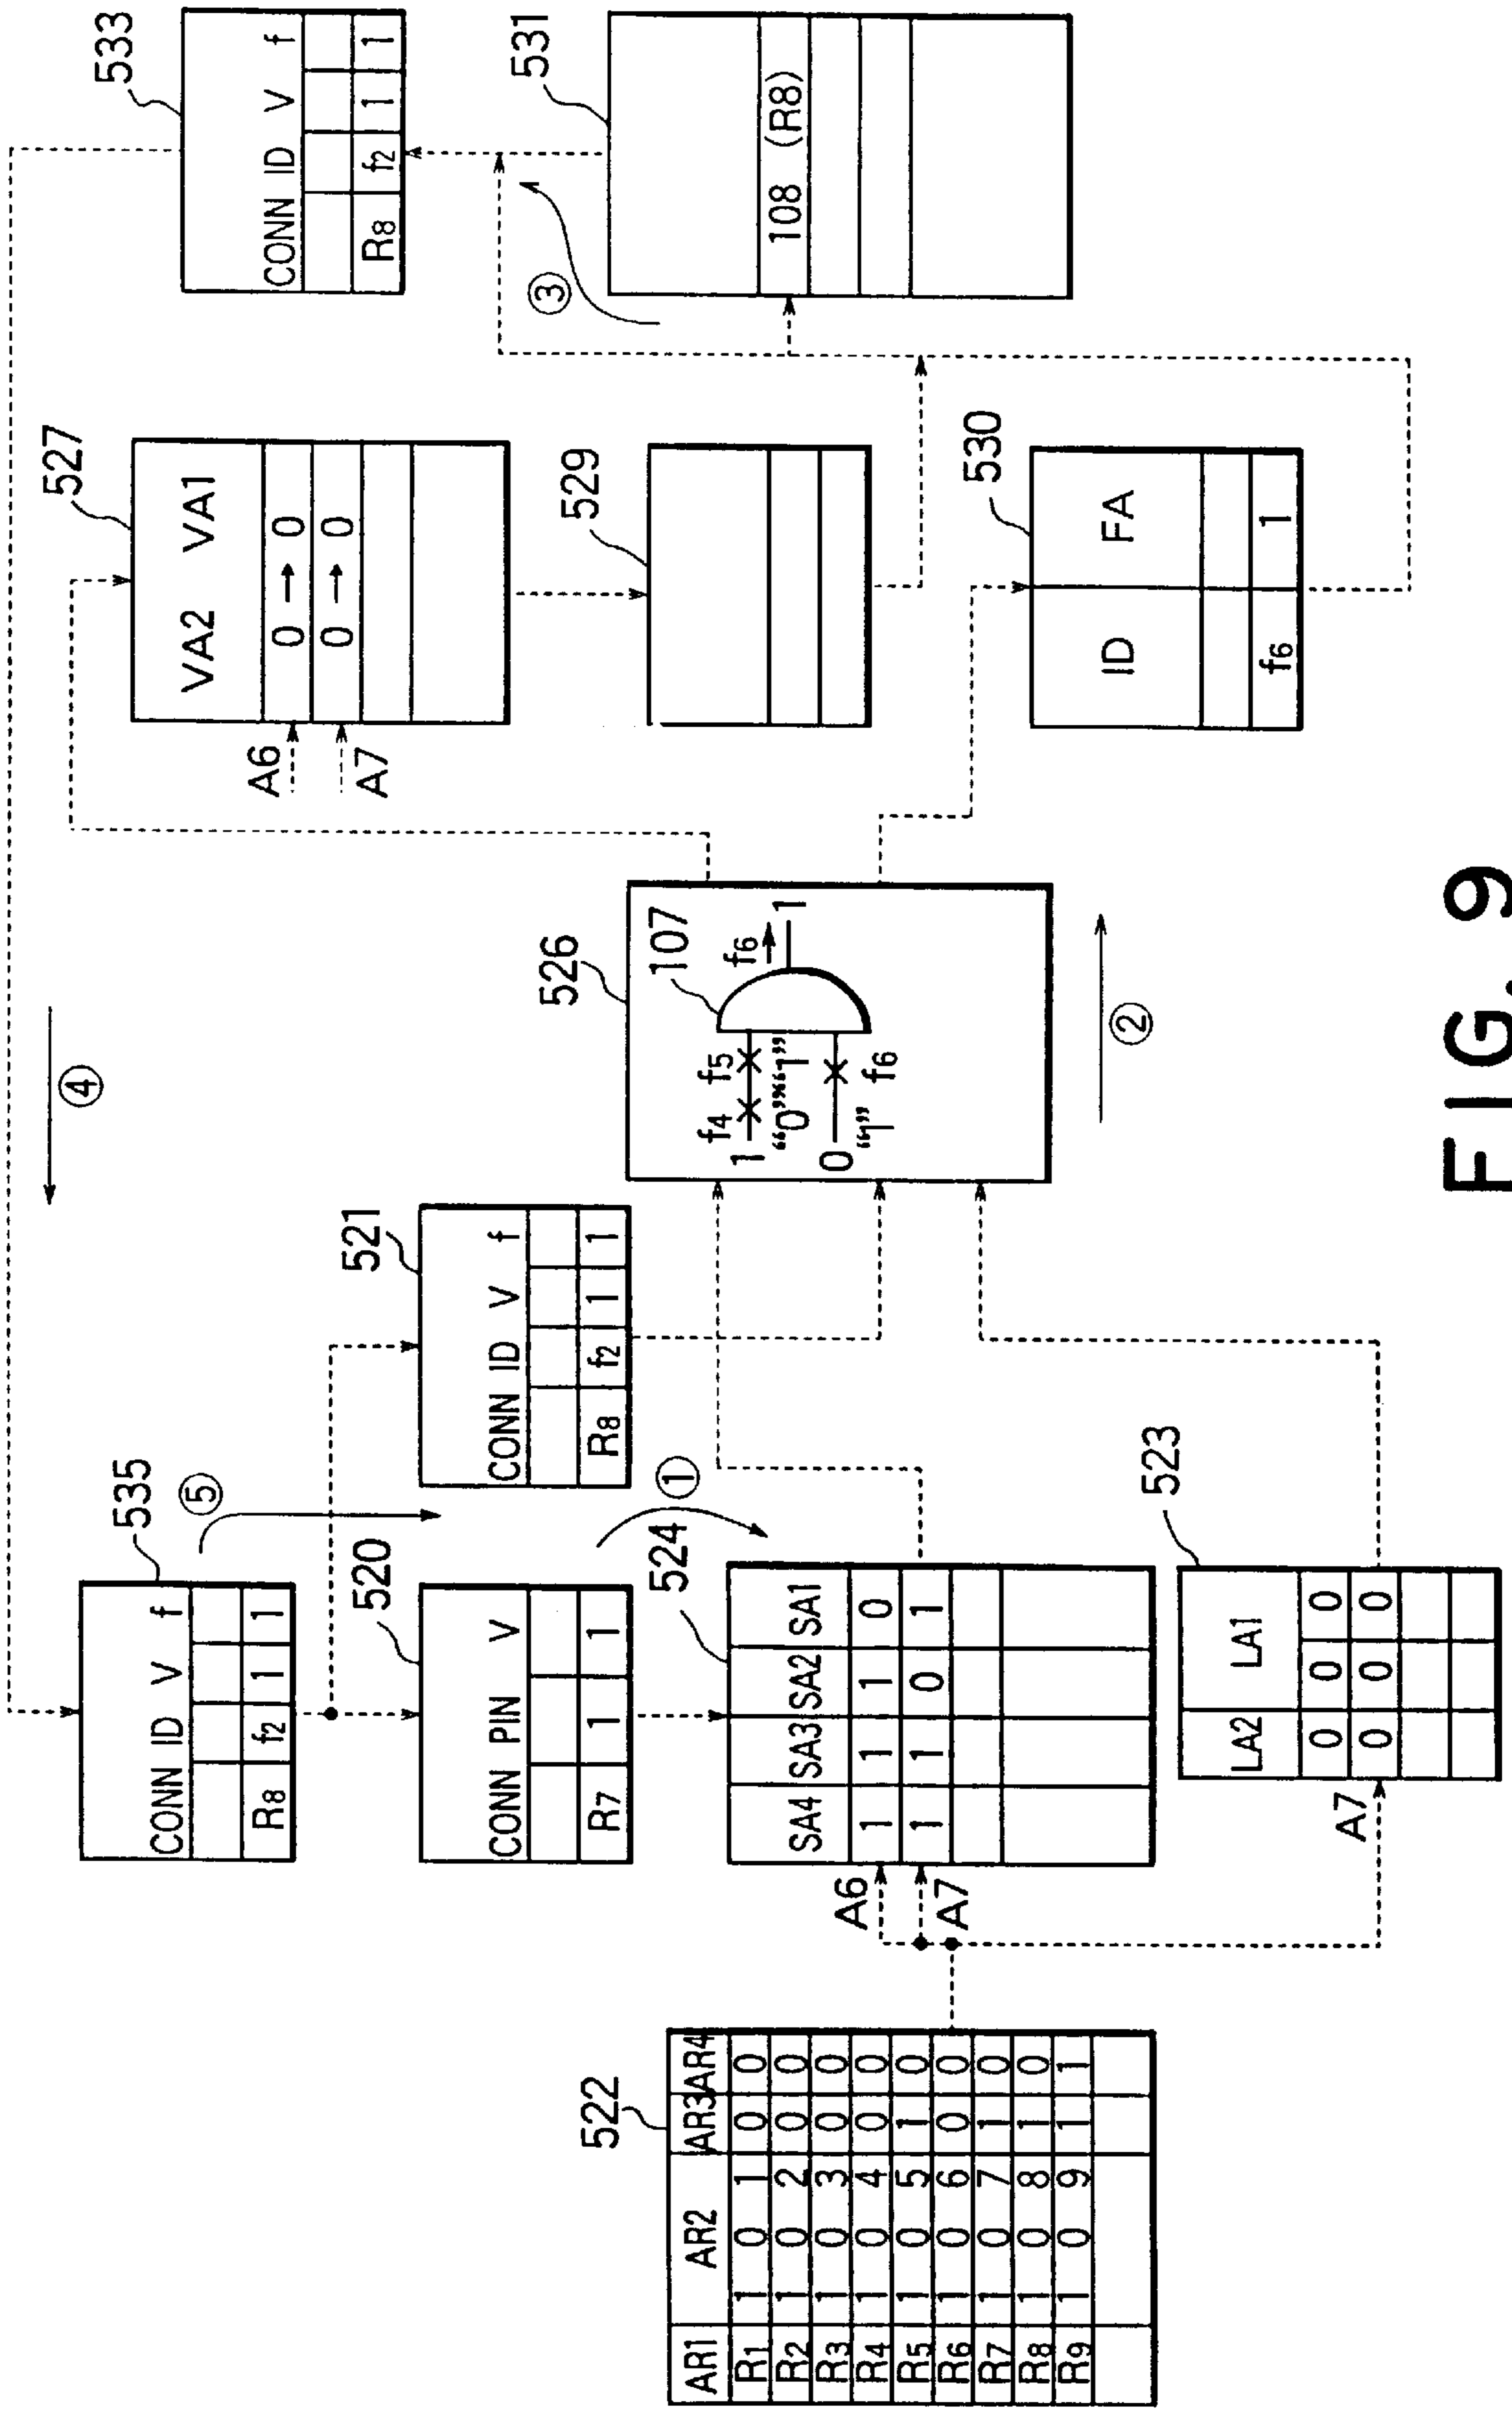 533
CONN ID V f
R8 f2 1 1
531
108 (R8)
③
④
527
VA2 VA1
A6 0 → 0
A7 0 → 0
529
530
ID FA
f6 1
526
107
f4 f5
f6
1 1
“0” “1”
0
“1” f6
②
535
CONN ID V f
R8 f2 1 1
⑤
521
CONN ID V f
R8 f2 1 1
520
CONN PIN V
R7 1 1
①
524
SA4 SA3 SA2 SA1
A6 1 1 1 0
A7 1 1 0 1
523
LA2 LA1
0 0 0
A7 0 0 0
522
AR1 AR2 AR3 AR4
R1 1 0 1 0 0
R2 1 0 2 0 0
R3 1 0 3 0 0
R4 1 0 4 0 0
R5 1 0 5 1 0
R6 1 0 6 0 0
R7 1 0 7 1 0
R8 1 0 8 1 0
R9 1 0 9 1 1
FIG. 9